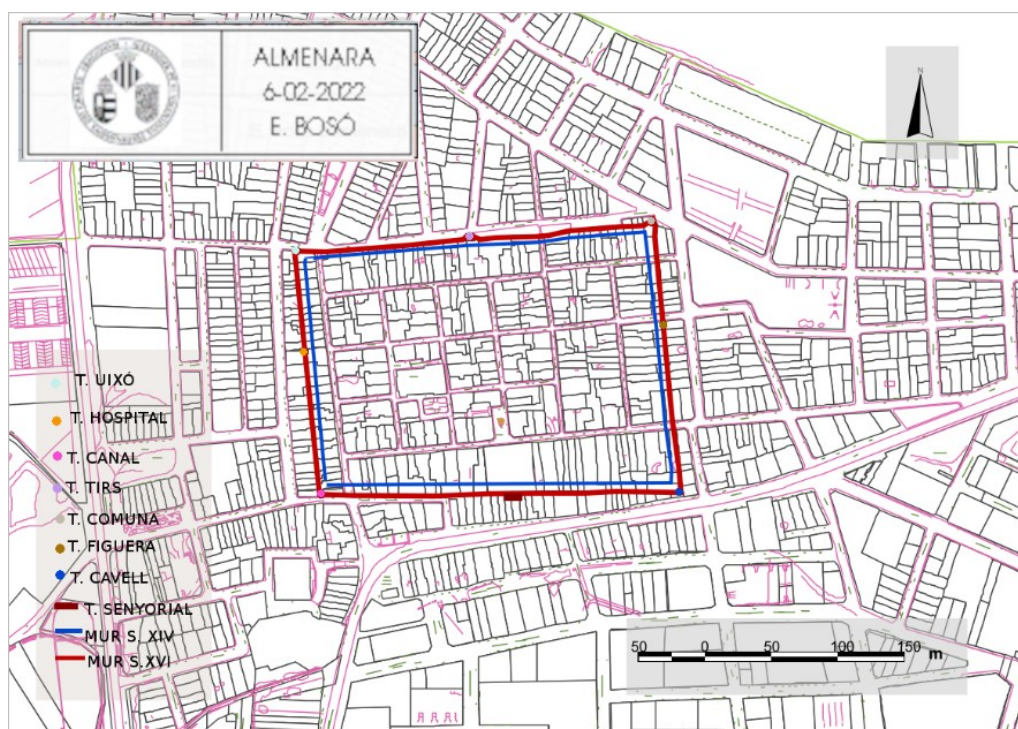 ALMENARA
6-02-2022
E. BOSÓ
N
T. UIXÓ
T. HOSPITAL
T. CANAL
T. TIRS
T. COMUNA
T. FIGUERA
T. CAVELL
T. SENYORIAL
MUR S. XIV
MUR S.XVI
50 0 50 100 150 m